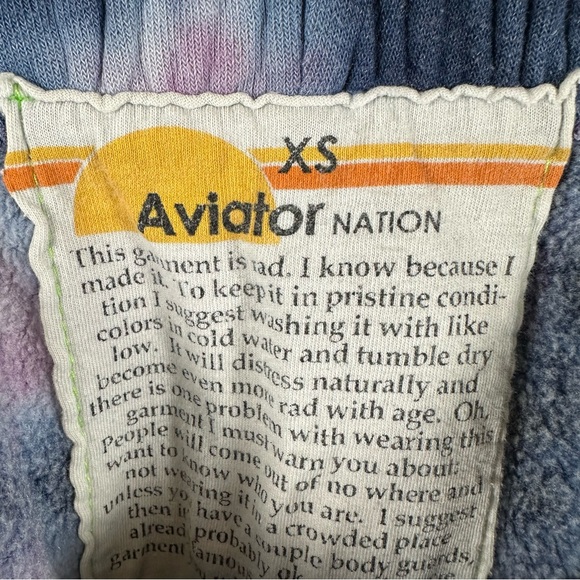 XS
Aviator NATION
This garment is rad. I know because I
made it. To keep it in pristine condi-
tion I suggest washing it with like
colors in cold water and tumble dry
low. It will distress naturally and
become even more rad with age. Oh,
there is one problem with wearing this
garment I must warn you about:
People will come out of no where and
want to know who you are. I suggest
not wearing it in a crowded place
unless you have a couple body guards,
then it
alread probably ok
garment famous